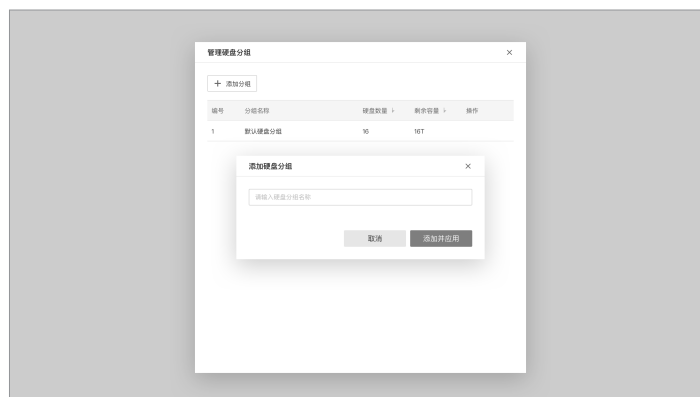 管理硬盘分组
添加分组
编号 分组名称 硬盘数量 剩余容量 操作
1 默认硬盘分组 16 16T
添加硬盘分组
请输入硬盘分组名称
取消 添加并应用